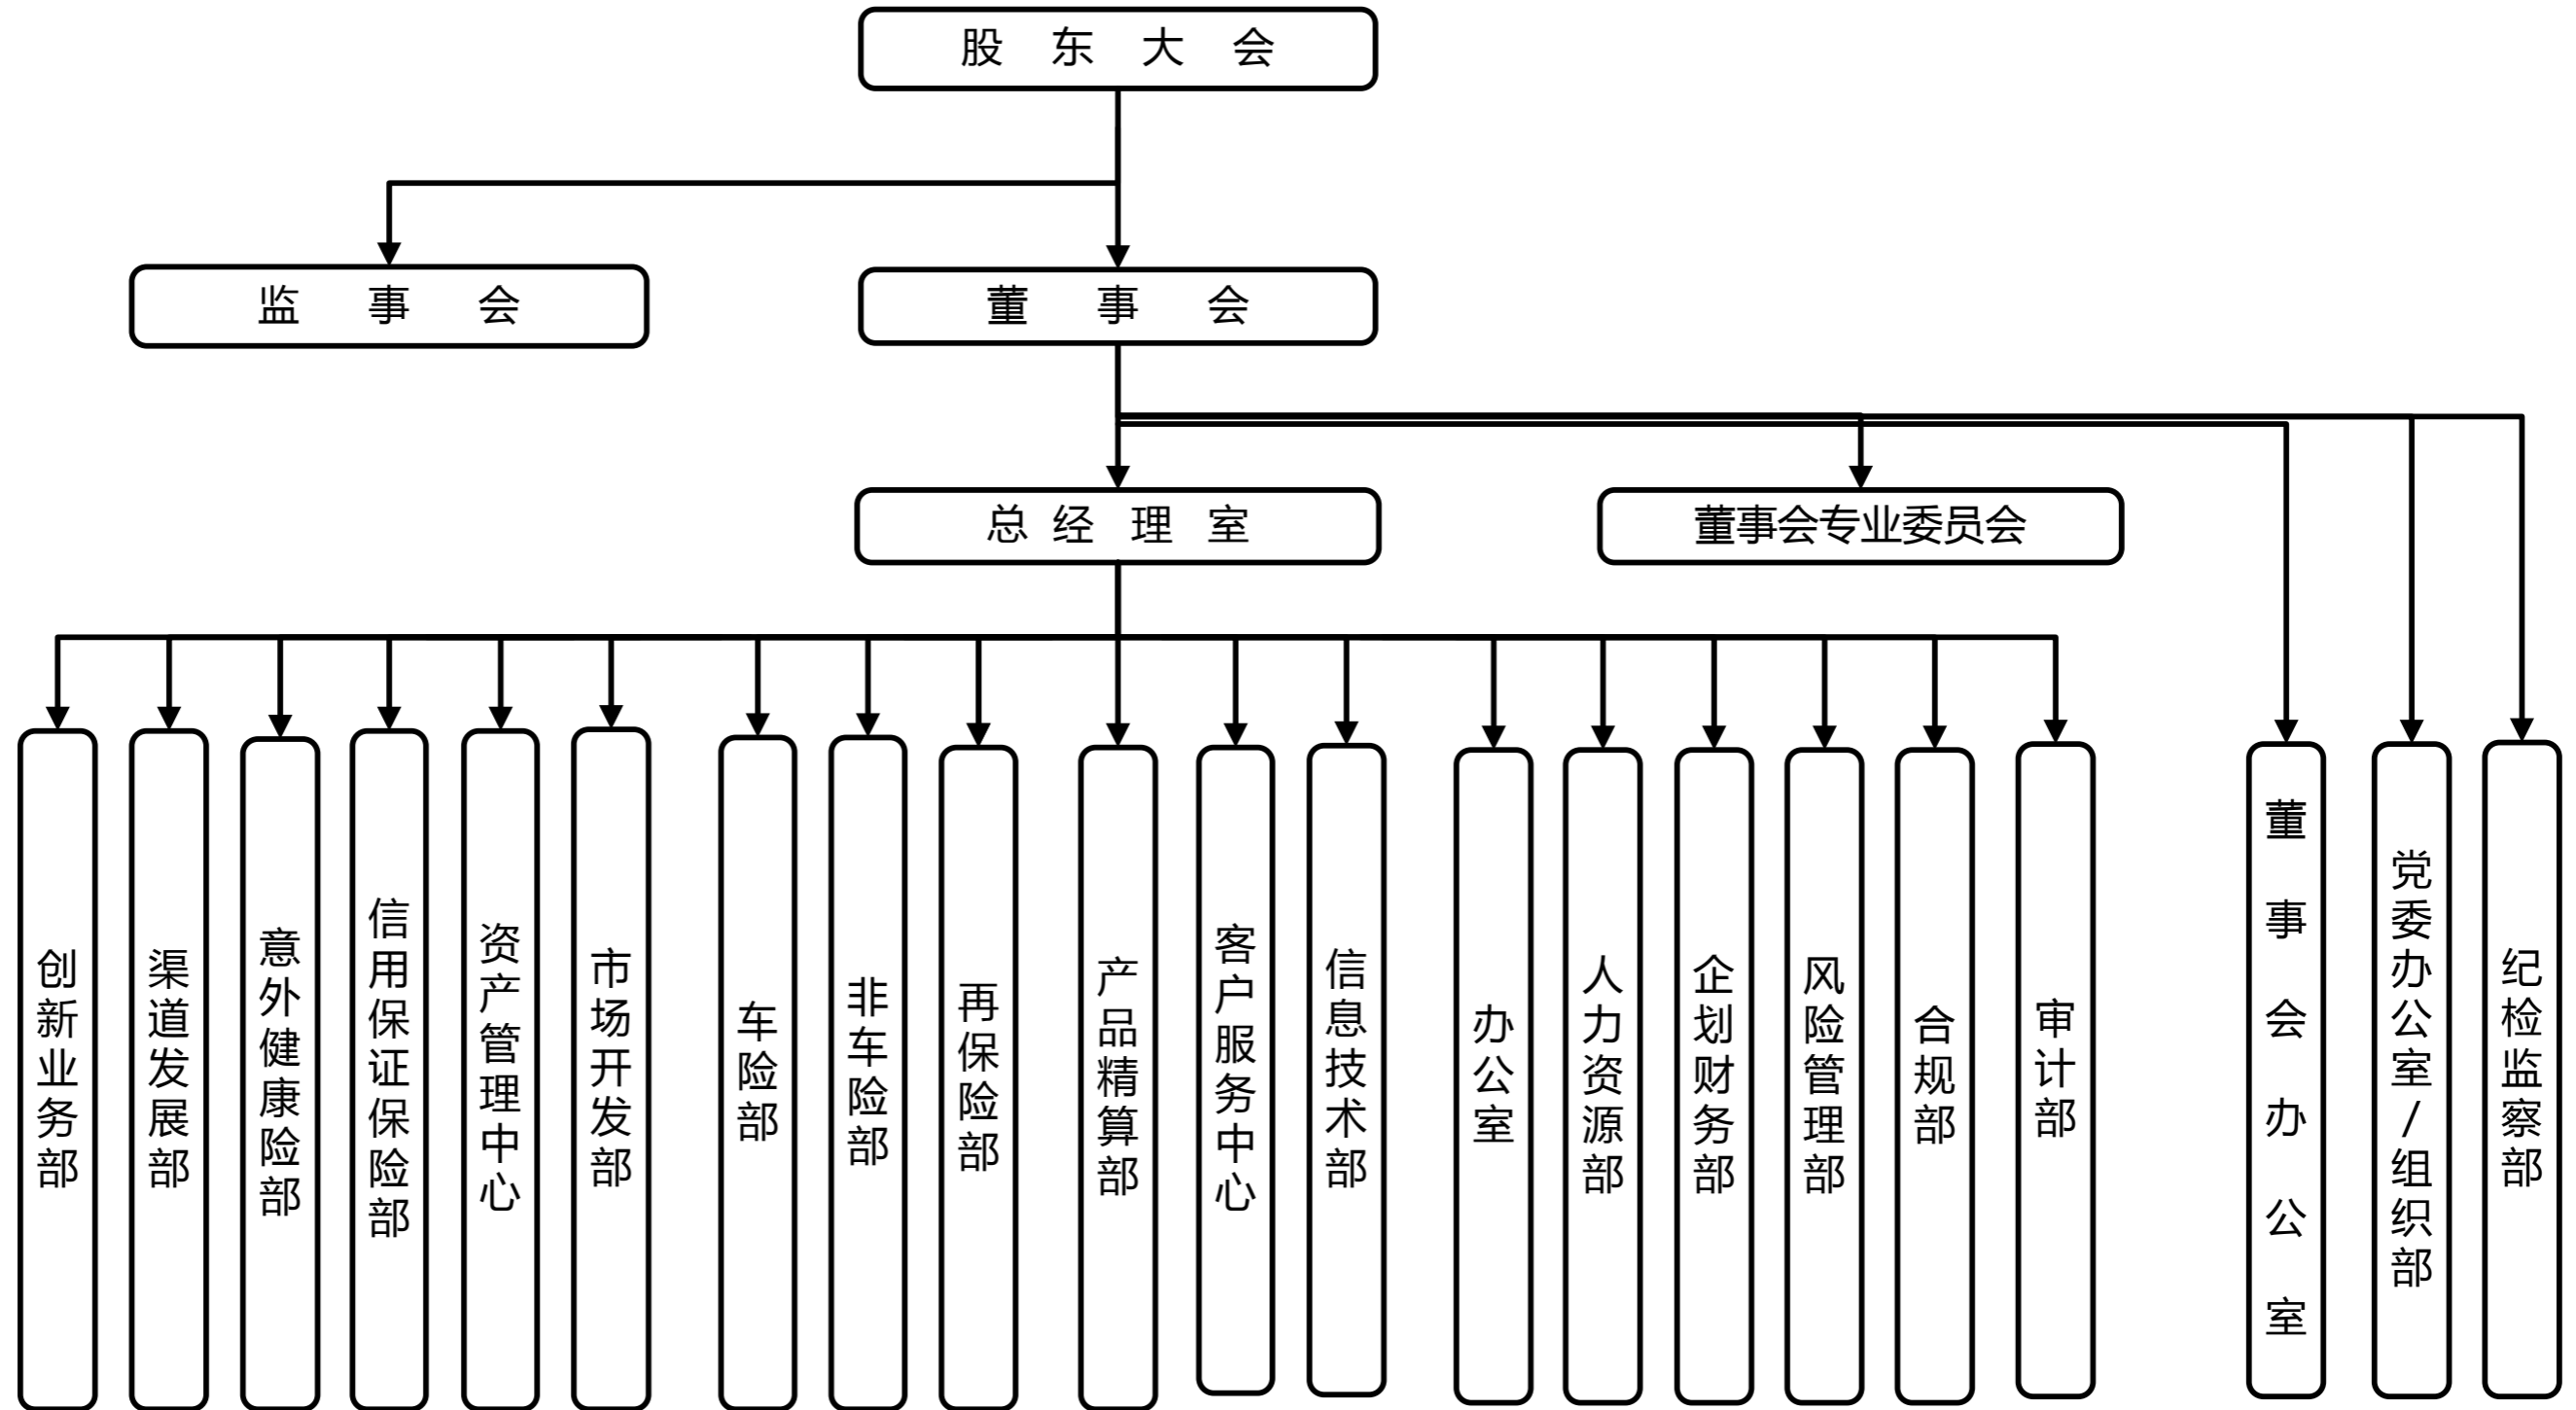 股东大会
监事会
董事会
总经理室
董事会专业委员会
创新业务部
渠道发展部
意外健康险部
信用保证保险部
资产管理中心
市场开发部
车险部
非车险部
再保险部
产品精算部
客户服务中心
信息技术部
办公室
人力资源部
企划财务部
风险管理部
合规部
审计部
董事会办公室
党委办公室/组织部
纪检监察部